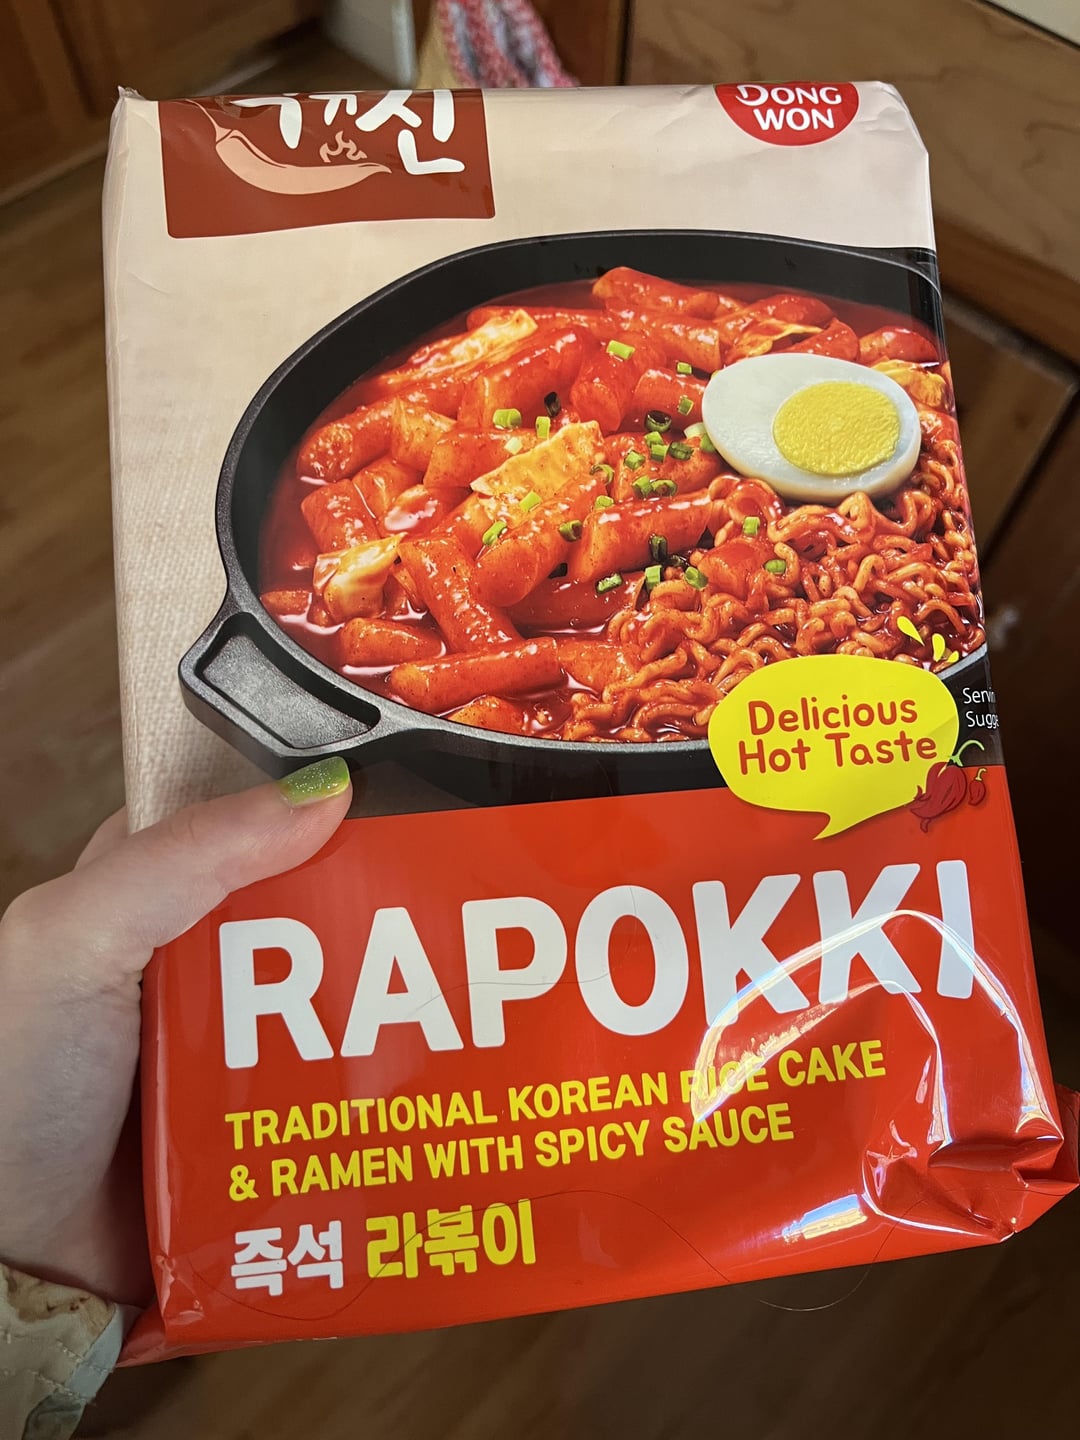 신
DONG
WON
Delicious
Hot Taste
RAPOKKI
TRADITIONAL KOREAN RICE CAKE
& RAMEN WITH SPICY SAUCE
즉석 라볶이